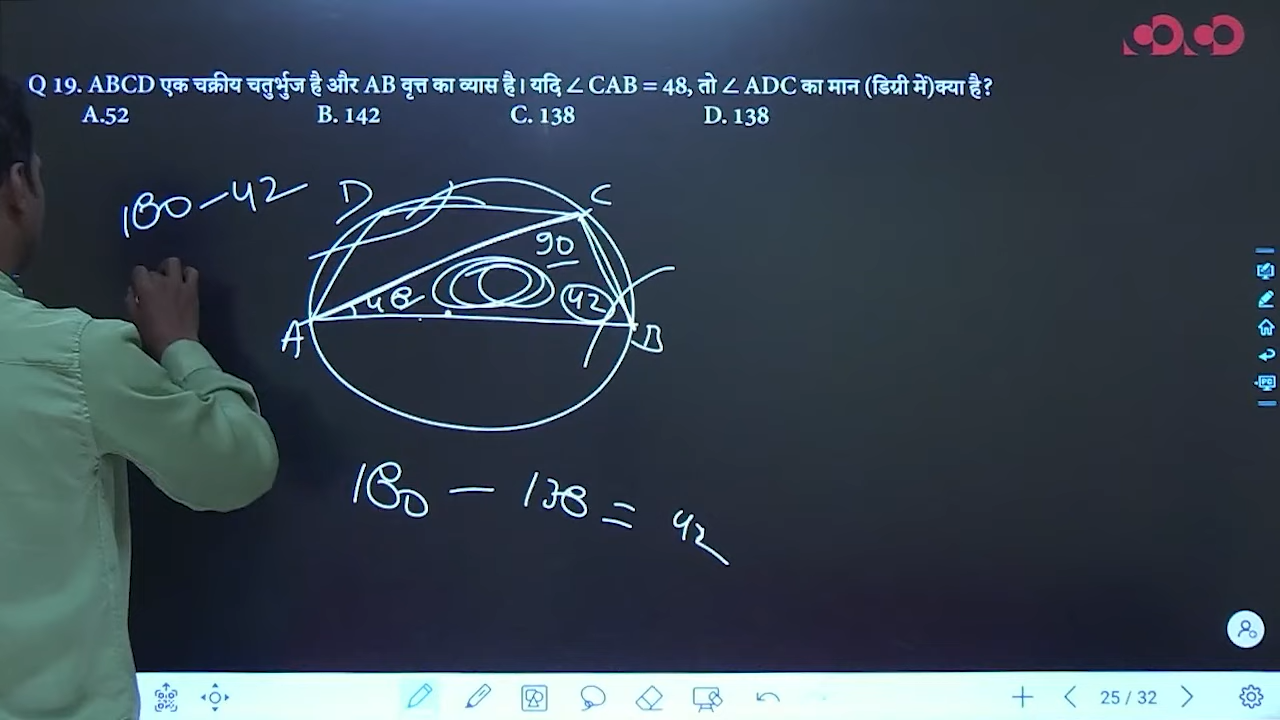 Q 19. ABCD एक चक्रीय चतुर्भुज है और AB वृत्त का व्यास है। यदि ∠ CAB = 48, तो ∠ ADC का मान (डिग्री में)क्या है?
A.52 B. 142 C. 138 D. 138
180-42
D C
90
48 42
A B
180 - 138 = 42
25 / 32